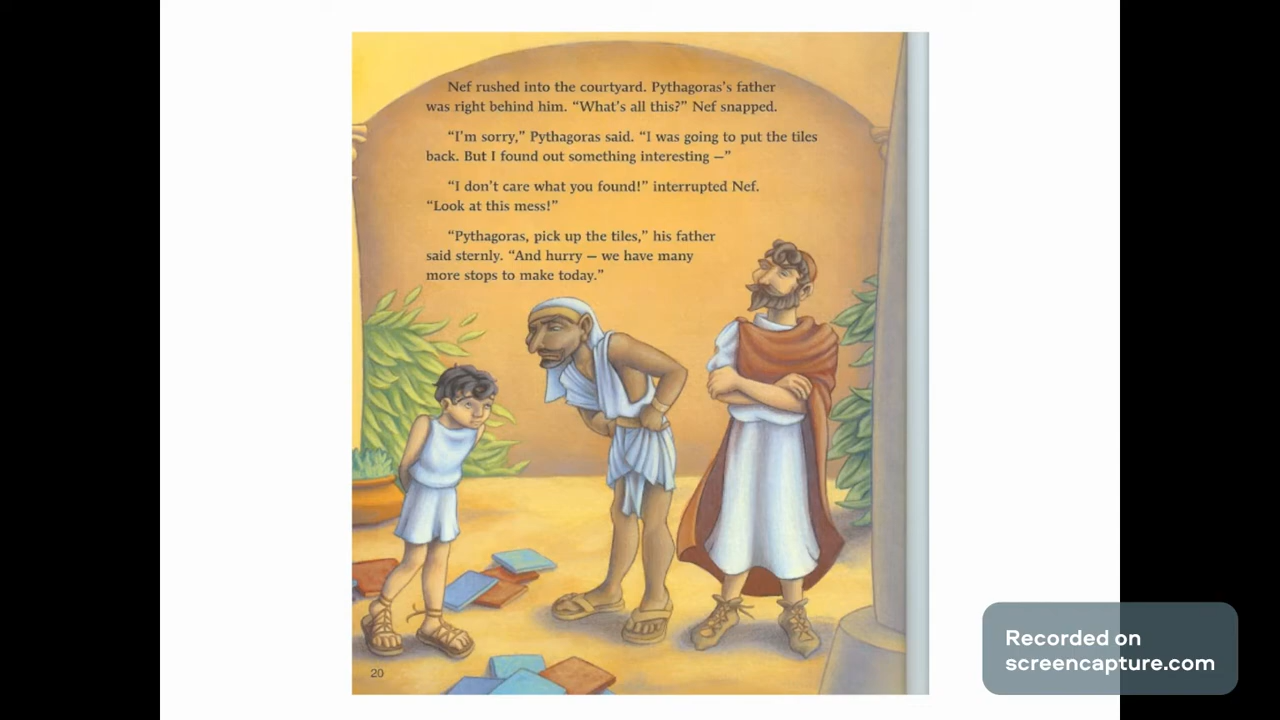 Nef rushed into the courtyard. Pythagoras's father
was right behind him. “What's all this?” Nef snapped.
“I'm sorry,” Pythagoras said. “I was going to put the tiles
back. But I found out something interesting —”
“I don't care what you found!” interrupted Nef.
“Look at this mess!”
“Pythagoras, pick up the tiles,” his father
said sternly. “And hurry — we have many
more stops to make today.”
20
Recorded on
screencapture.com